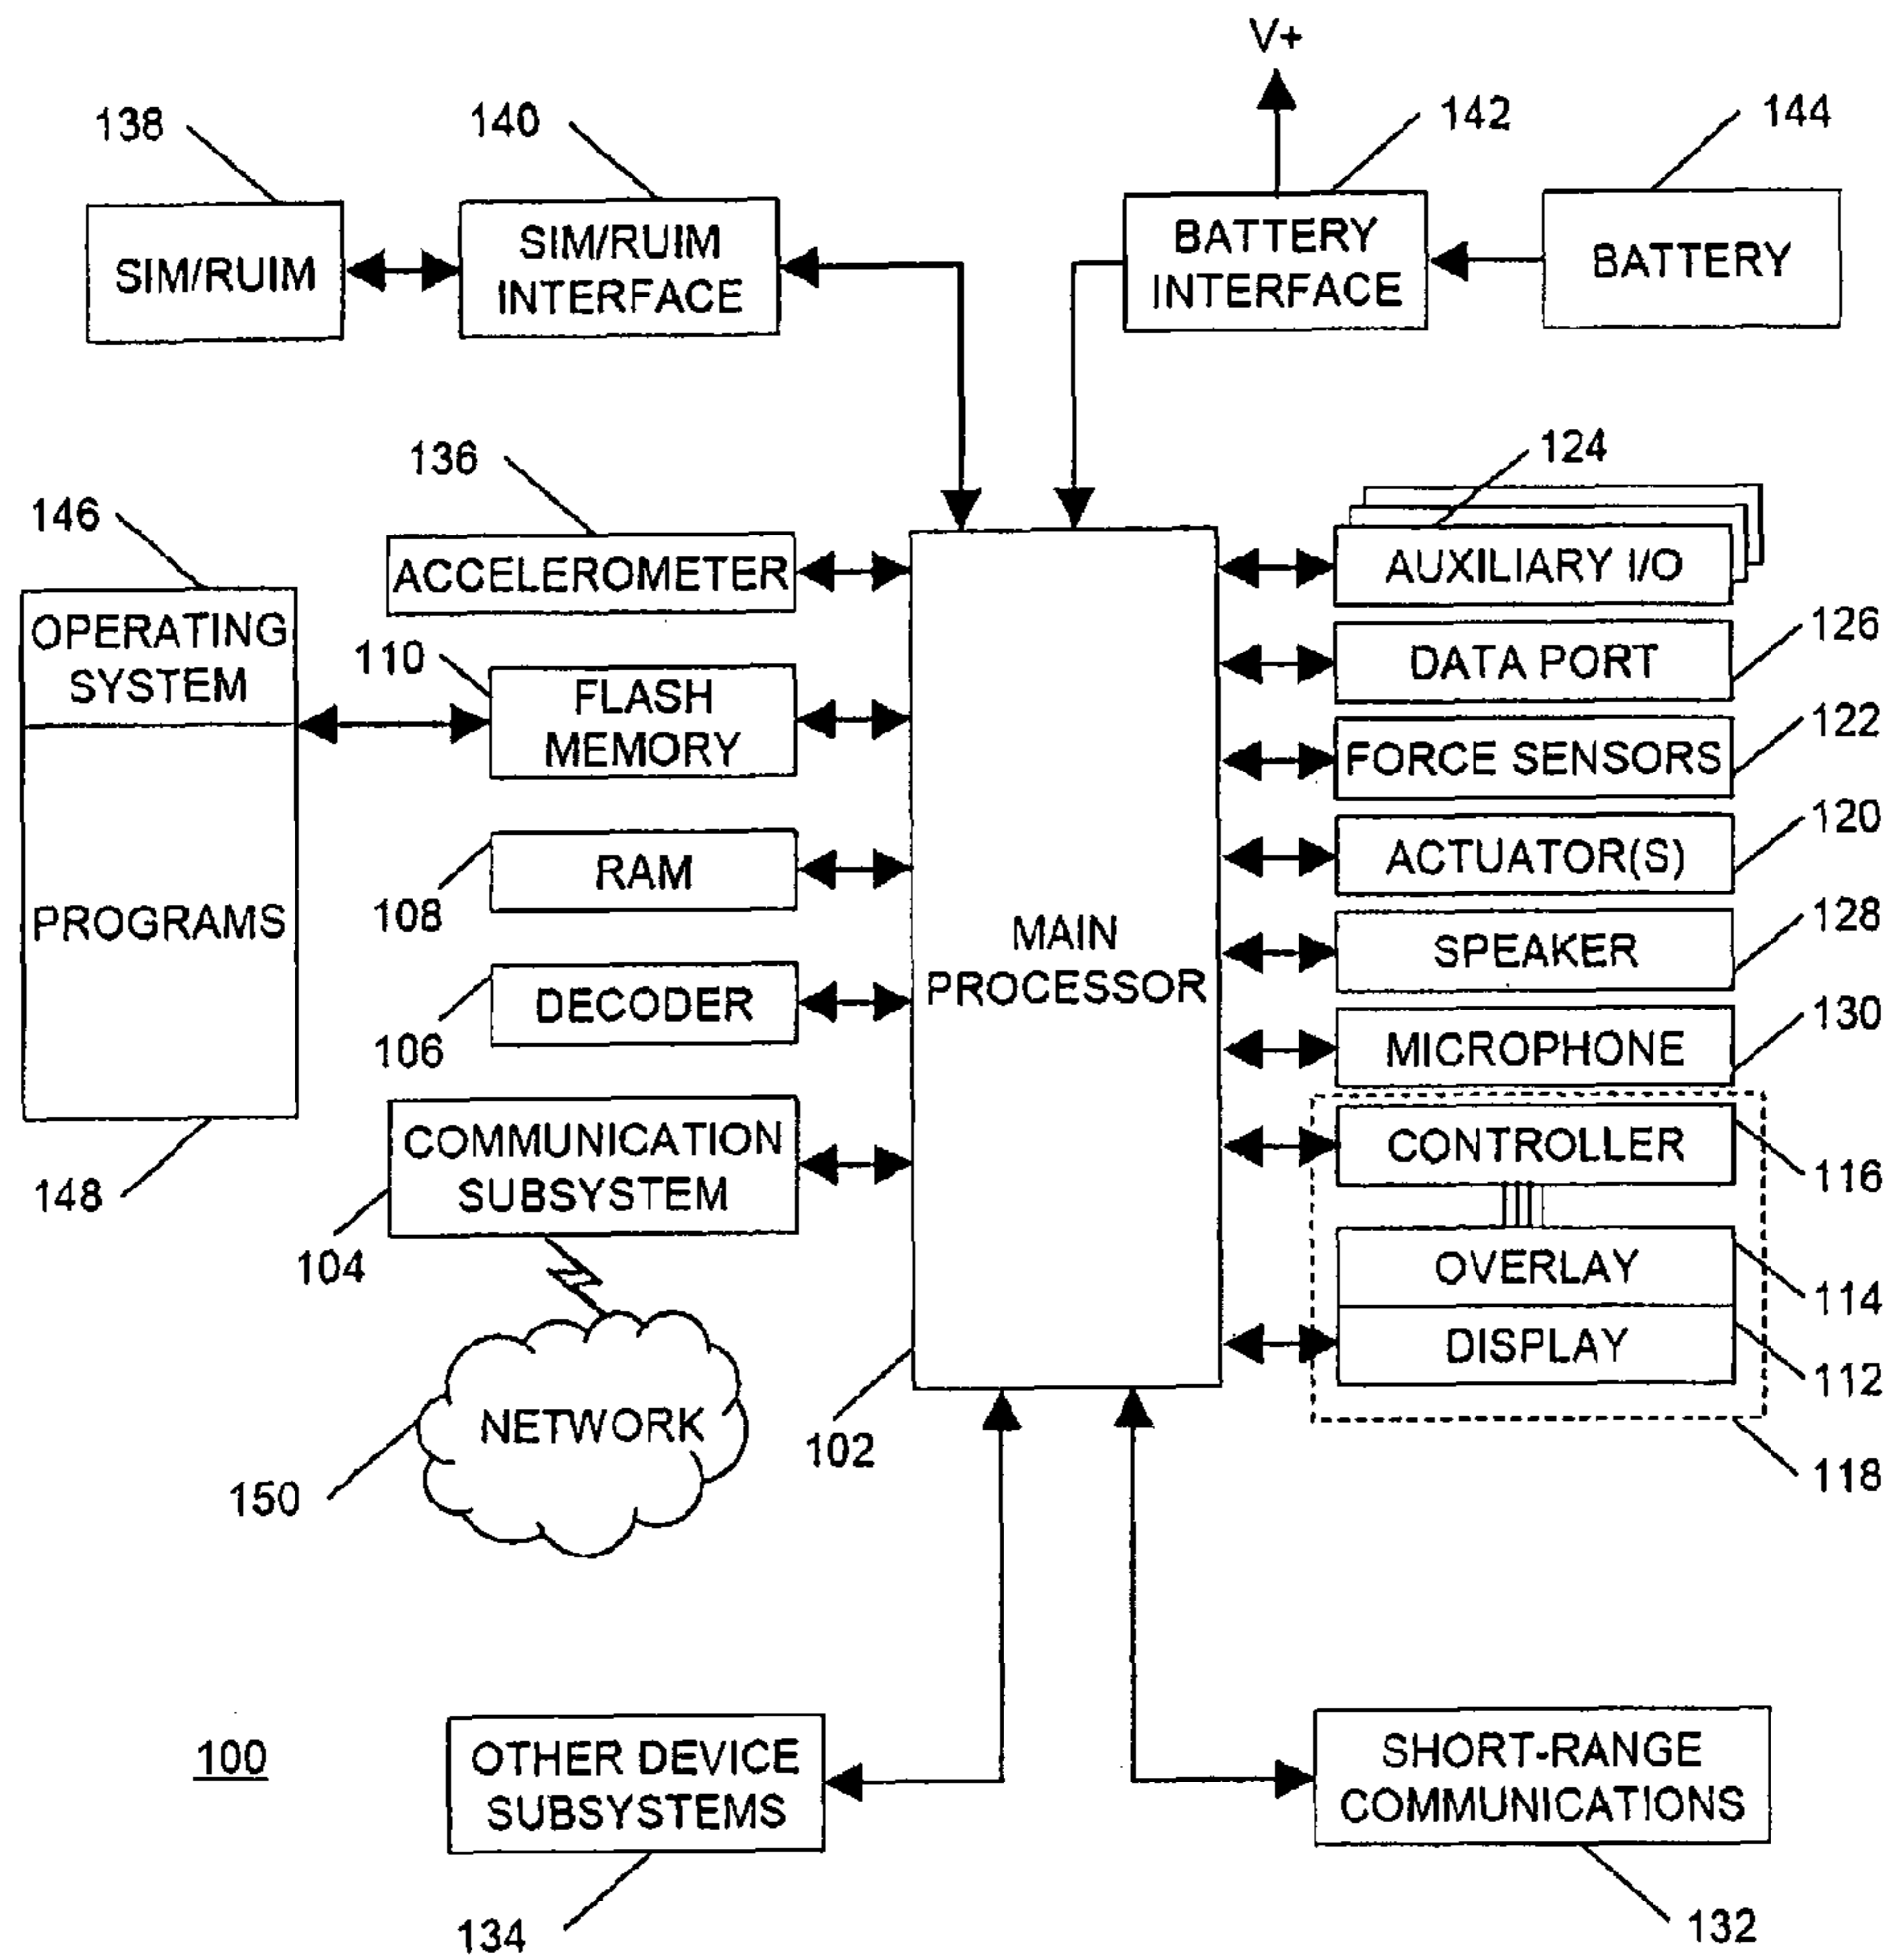 V+
138
140
142
144
SIM/RUIM
SIM/RUIM
INTERFACE
BATTERY
INTERFACE
BATTERY
136
124
146
ACCELEROMETER
AUXILIARY I/O
OPERATING
SYSTEM
110
FLASH
MEMORY
DATA PORT
126
FORCE SENSORS
122
RAM
108
ACTUATOR(S)
120
PROGRAMS
MAIN
PROCESSOR
SPEAKER
128
DECODER
106
MICROPHONE
130
COMMUNICATION
SUBSYSTEM
CONTROLLER
116
148
104
OVERLAY
114
DISPLAY
112
NETWORK
150
102
118
100
OTHER DEVICE
SUBSYSTEMS
SHORT-RANGE
COMMUNICATIONS
134
132